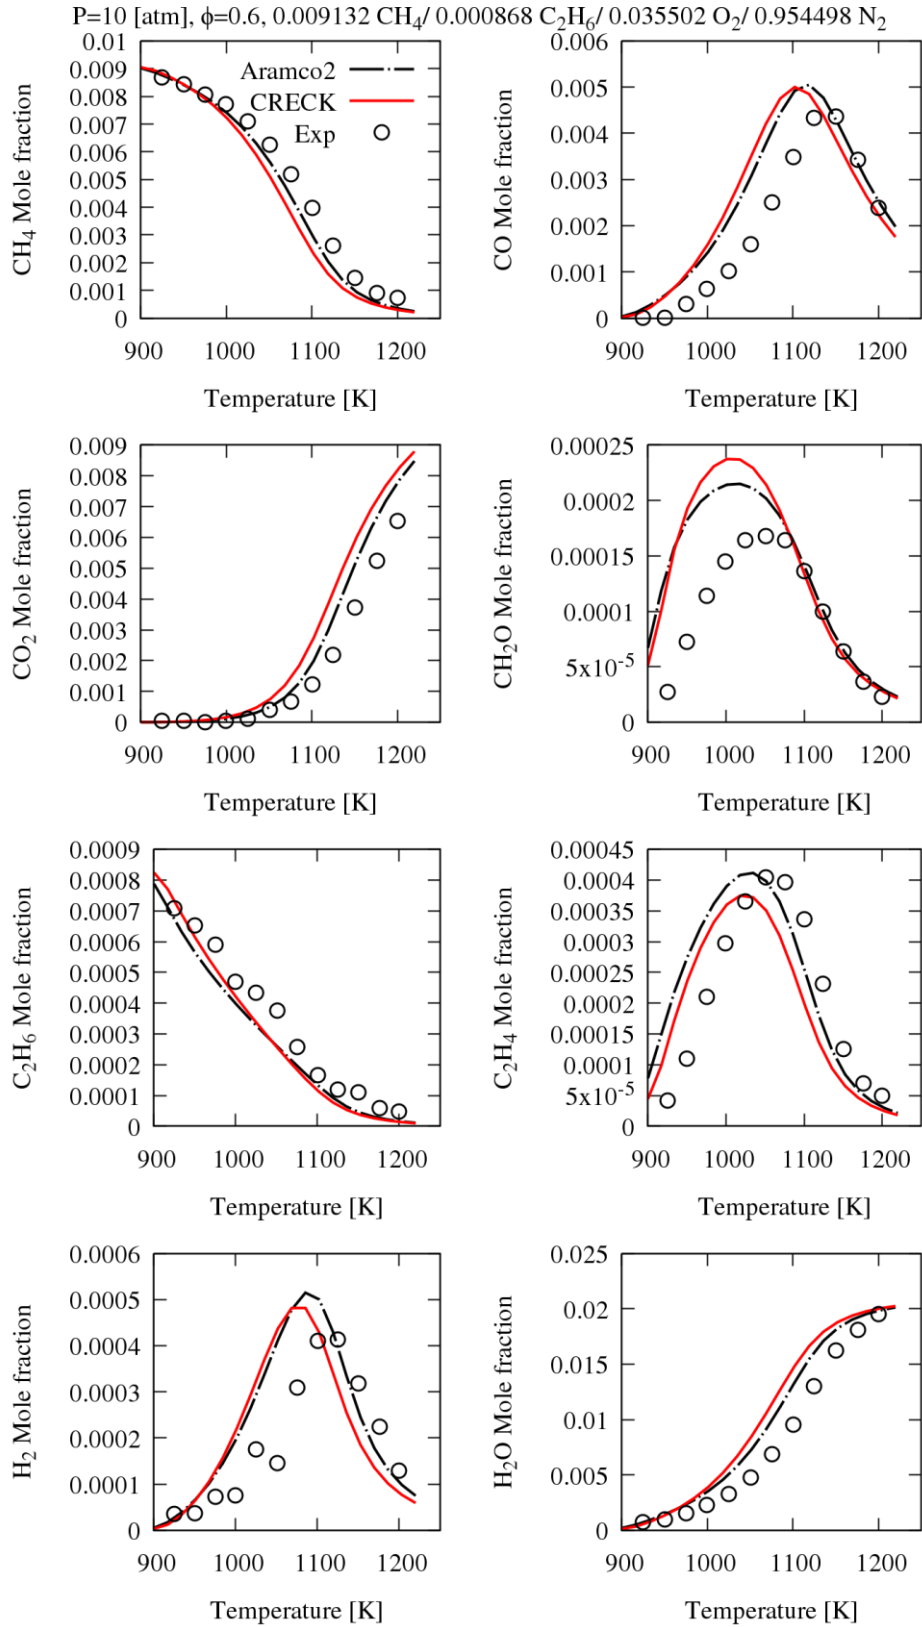 P=10 [atm], ϕ=0.6, 0.009132 CH₄/ 0.000868 C₂H₆/ 0.035502 O₂/ 0.954498 N₂
0.01
0.009
0.008
0.007
0.006
0.005
0.004
0.003
0.002
0.001
0
CH₄ Mole fraction
Aramco2
CRECK
Exp
900 1000 1100 1200
Temperature [K]
0.006
0.005
0.004
0.003
0.002
0.001
0
CO Mole fraction
900 1000 1100 1200
Temperature [K]
0.009
0.008
0.007
0.006
0.005
0.004
0.003
0.002
0.001
0
CO₂ Mole fraction
900 1000 1100 1200
Temperature [K]
0.00025
0.0002
0.00015
0.0001
5x10⁻⁵
0
CH₂O Mole fraction
900 1000 1100 1200
Temperature [K]
0.0009
0.0008
0.0007
0.0006
0.0005
0.0004
0.0003
0.0002
0.0001
0
C₂H₆ Mole fraction
900 1000 1100 1200
Temperature [K]
0.00045
0.0004
0.00035
0.0003
0.00025
0.0002
0.00015
0.0001
5x10⁻⁵
0
C₂H₄ Mole fraction
900 1000 1100 1200
Temperature [K]
0.0006
0.0005
0.0004
0.0003
0.0002
0.0001
0
H₂ Mole fraction
900 1000 1100 1200
Temperature [K]
0.025
0.02
0.015
0.01
0.005
0
H₂O Mole fraction
900 1000 1100 1200
Temperature [K]